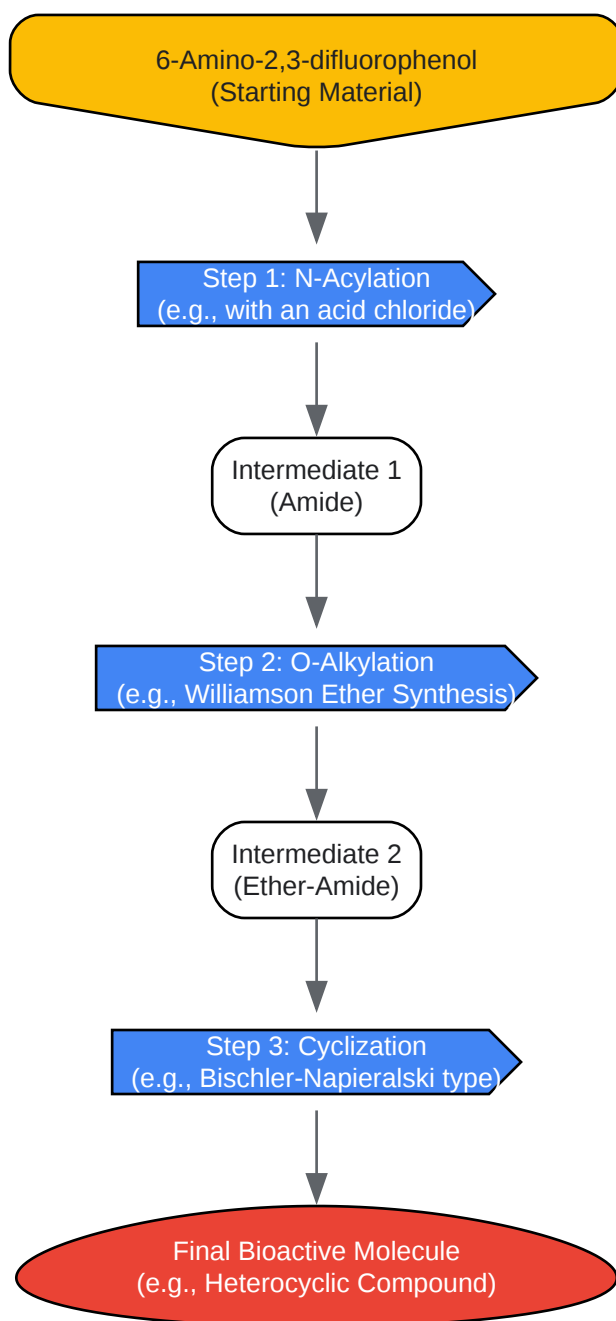 6-Amino-2,3-difluorophenol
(Starting Material)
Step 1: N-Acylation
(e.g., with an acid chloride)
Intermediate 1
(Amide)
Step 2: O-Alkylation
(e.g., Williamson Ether Synthesis)
Intermediate 2
(Ether-Amide)
Step 3: Cyclization
(e.g., Bischler-Napieralski type)
Final Bioactive Molecule
(e.g., Heterocyclic Compound)